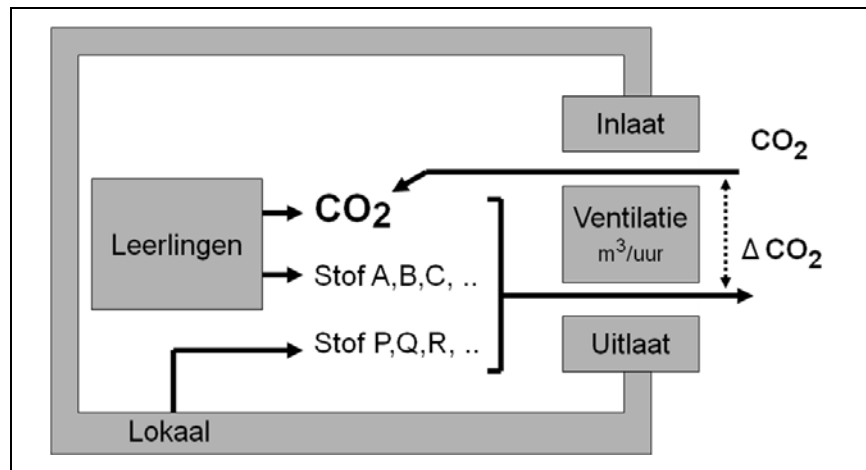 Inlaat
CO₂
Leerlingen
CO₂
Ventilatie
m³/uur
Δ CO₂
Stof A,B,C, ..
Stof P,Q,R, ..
Uitlaat
Lokaal